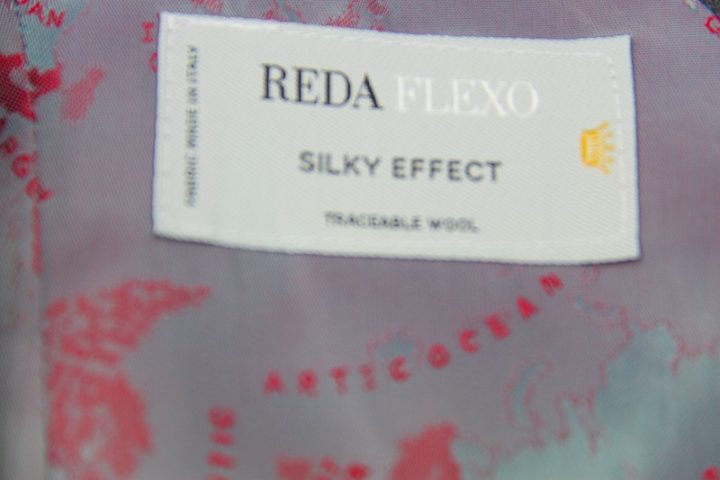 FABRIC MADE IN ITALY
REDA FLEXO
SILKY EFFECT
TRACEABLE WOOL
ARTIC OCEAN